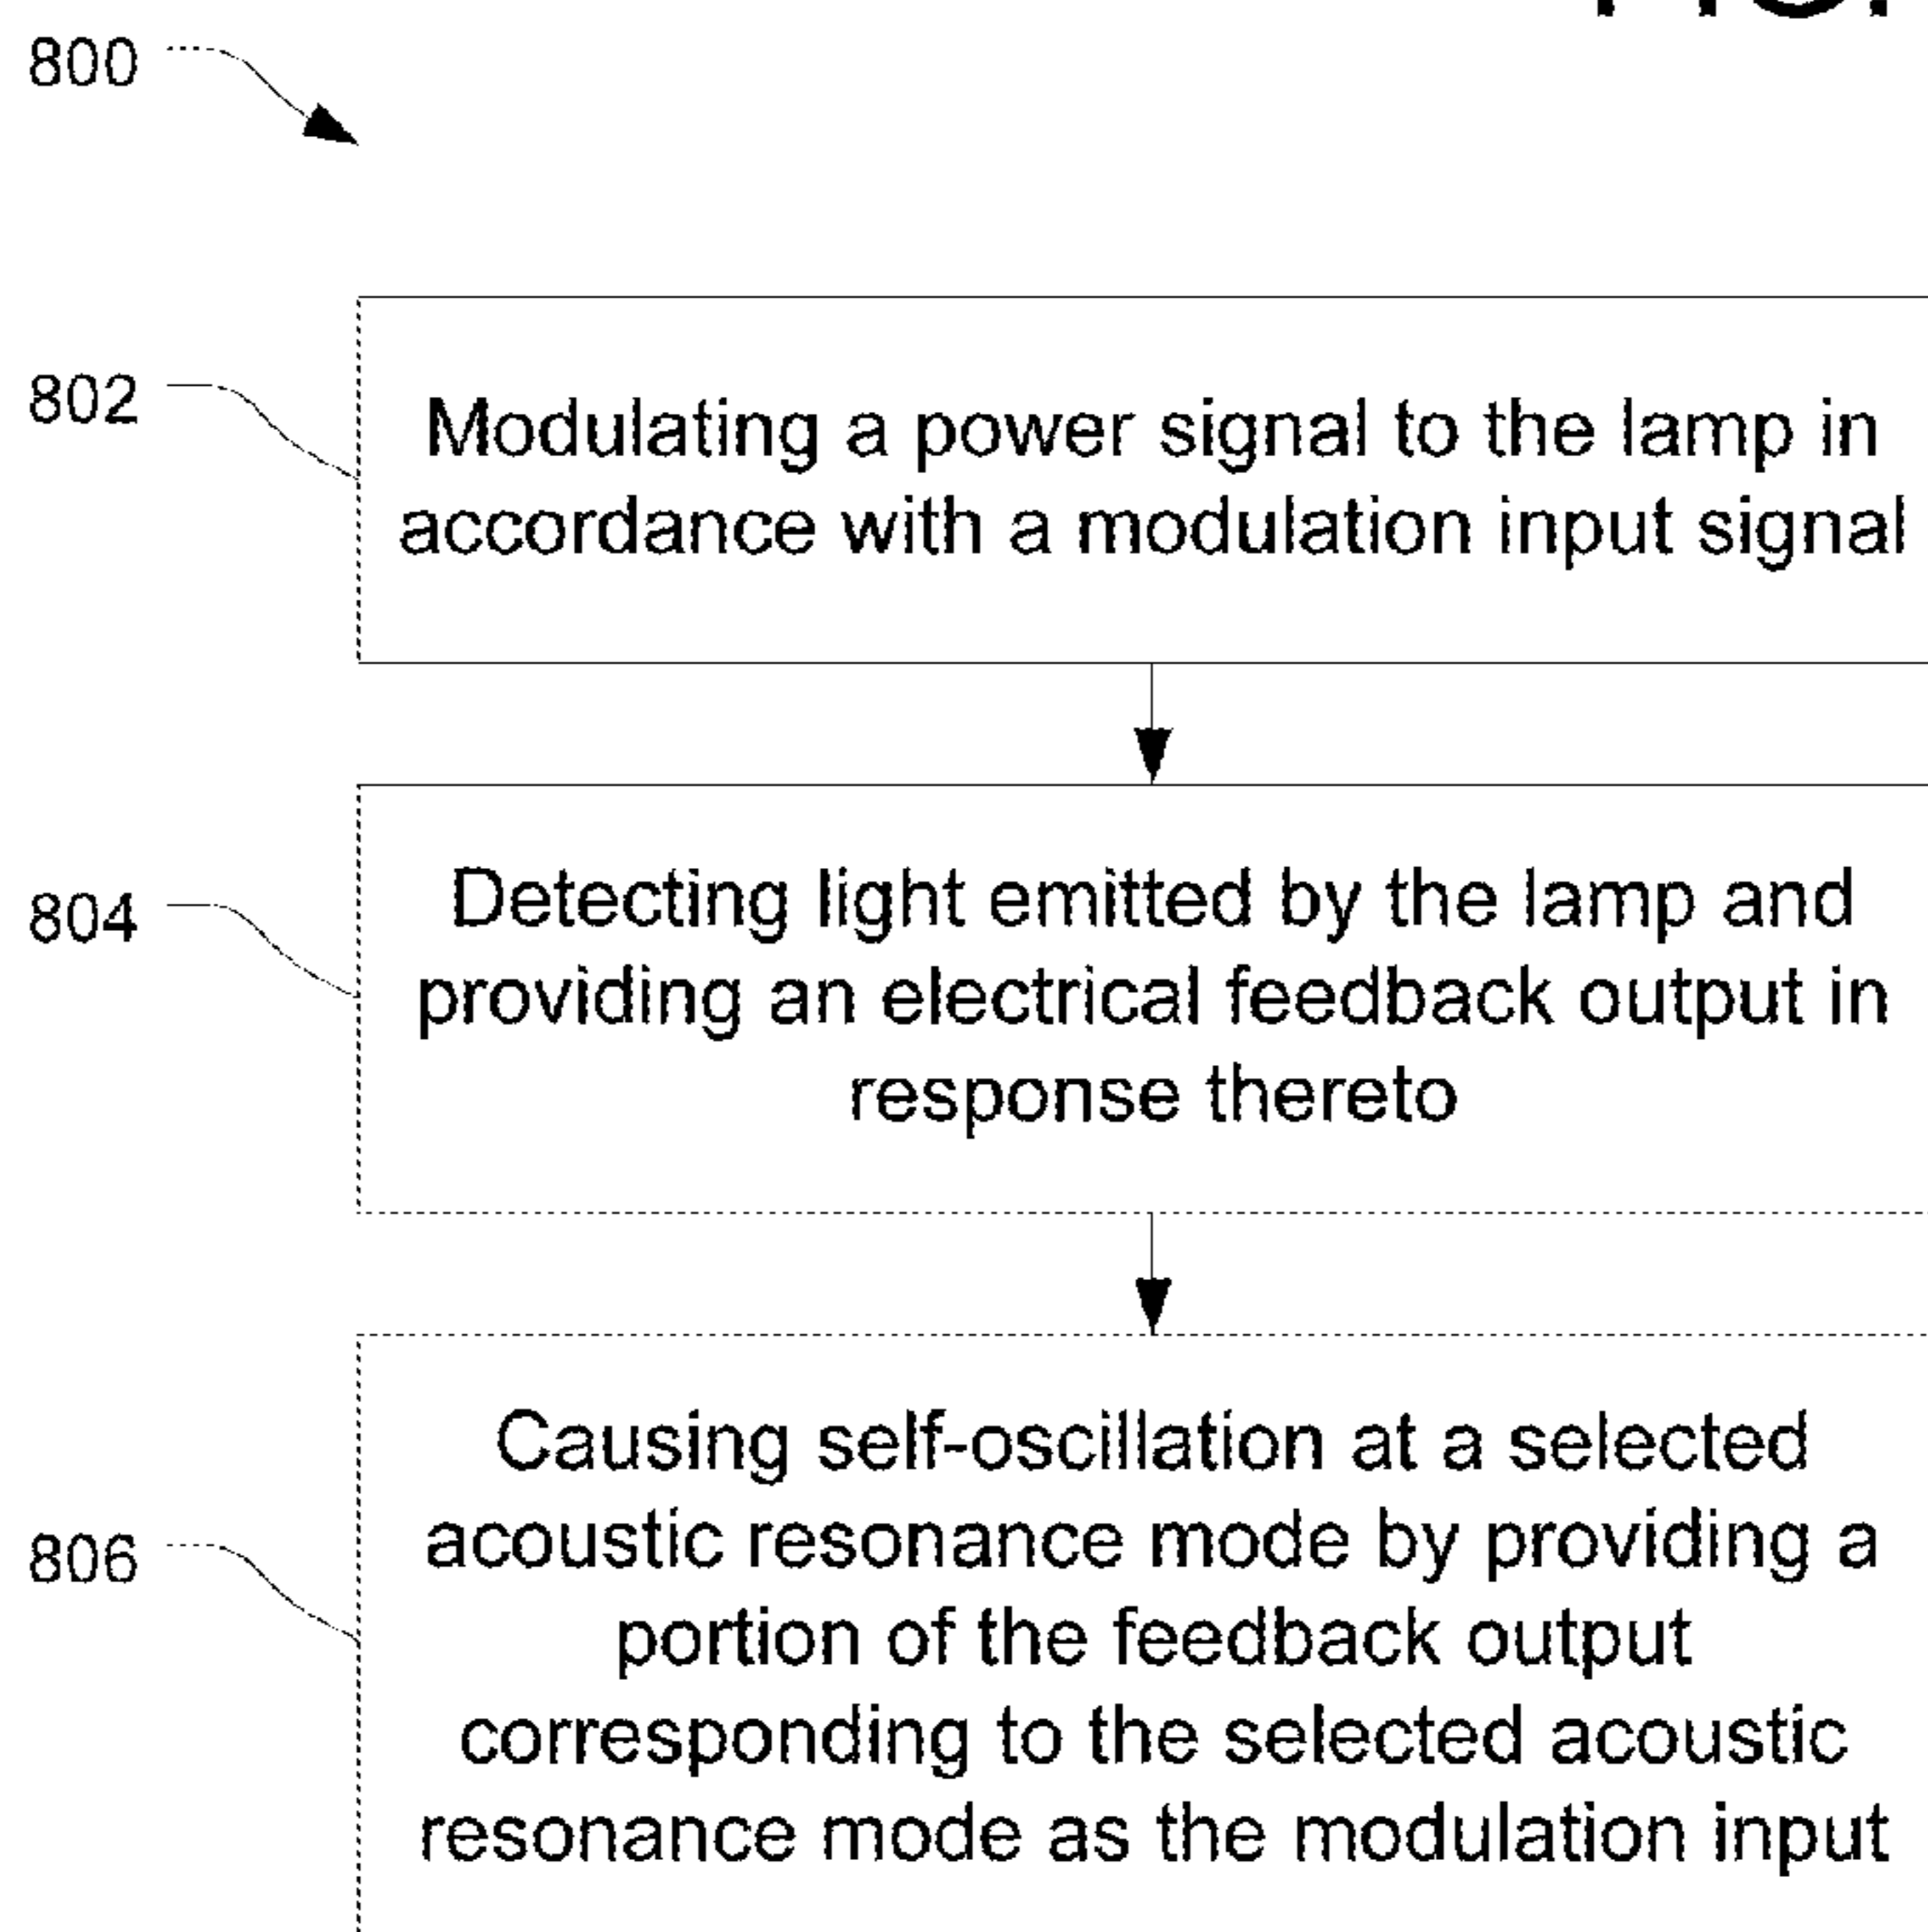 800
802
Modulating a power signal to the lamp in
accordance with a modulation input signal
804
Detecting light emitted by the lamp and
providing an electrical feedback output in
response thereto
806
Causing self-oscillation at a selected
acoustic resonance mode by providing a
portion of the feedback output
corresponding to the selected acoustic
resonance mode as the modulation input